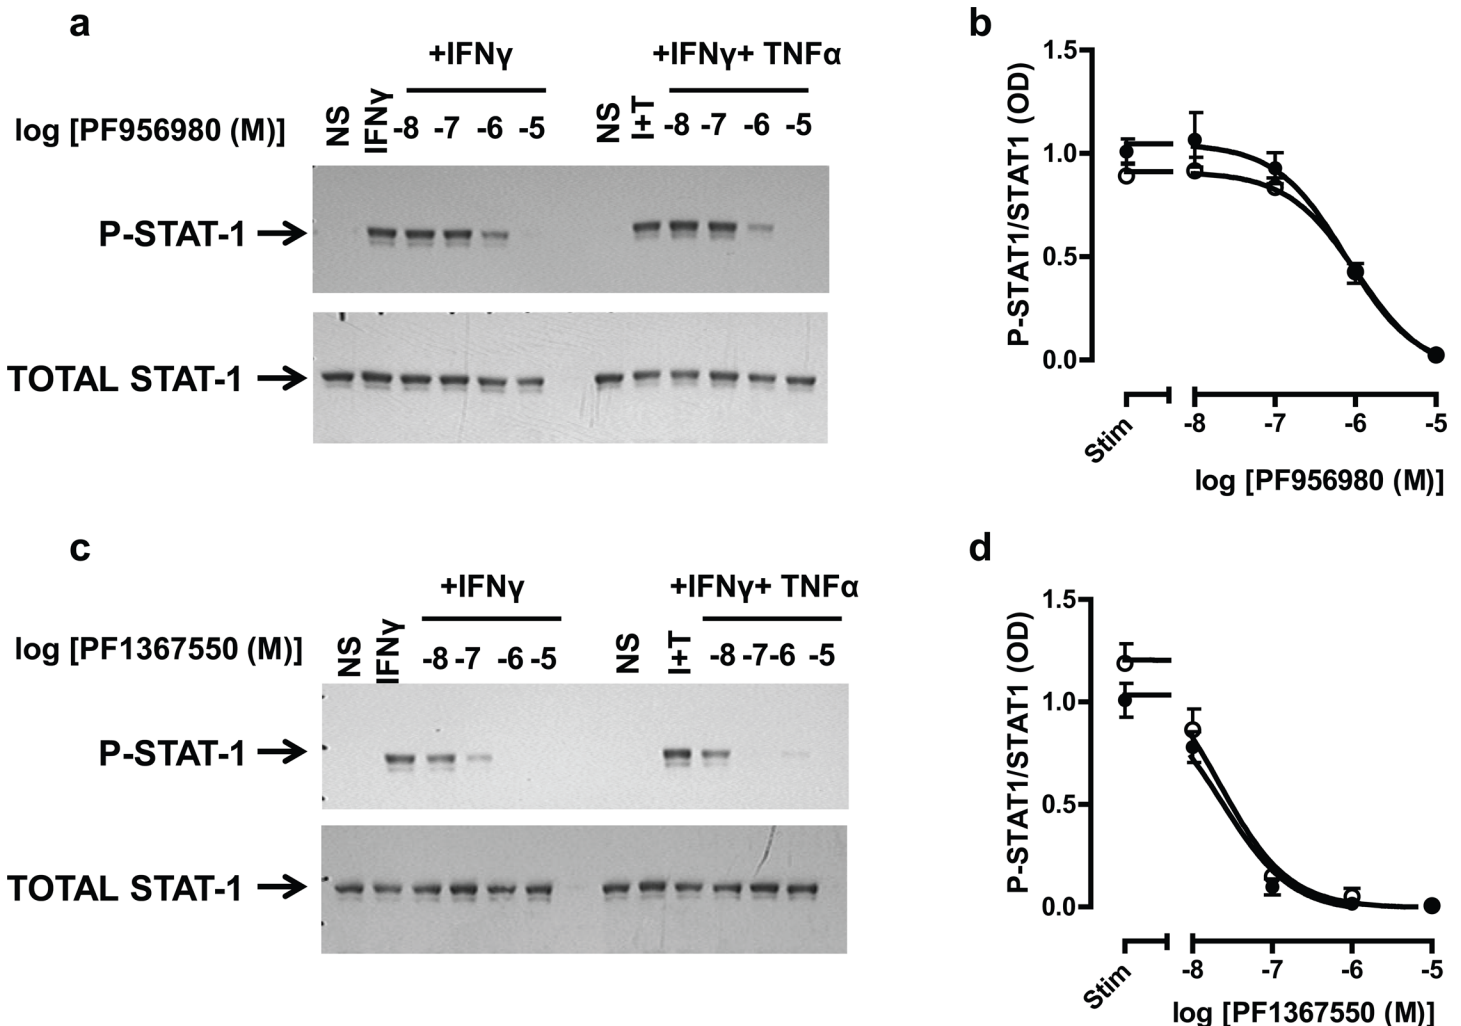 a
+IFNγ
+IFNγ+ TNFα
log [PF956980 (M)]
NS IFNγ -8 -7 -6 -5 NS I+T -8 -7 -6 -5
P-STAT-1
TOTAL STAT-1
b
P-STAT1/STAT1 (OD)
1.5
1.0
0.5
0.0
Stim -8 -7 -6 -5
log [PF956980 (M)]
c
+IFNγ
+IFNγ+ TNFα
log [PF1367550 (M)]
NS IFNγ -8 -7 -6 -5 NS I+T -8 -7 -6 -5
P-STAT-1
TOTAL STAT-1
d
P-STAT1/STAT1 (OD)
1.5
1.0
0.5
0.0
Stim -8 -7 -6 -5
log [PF1367550 (M)]